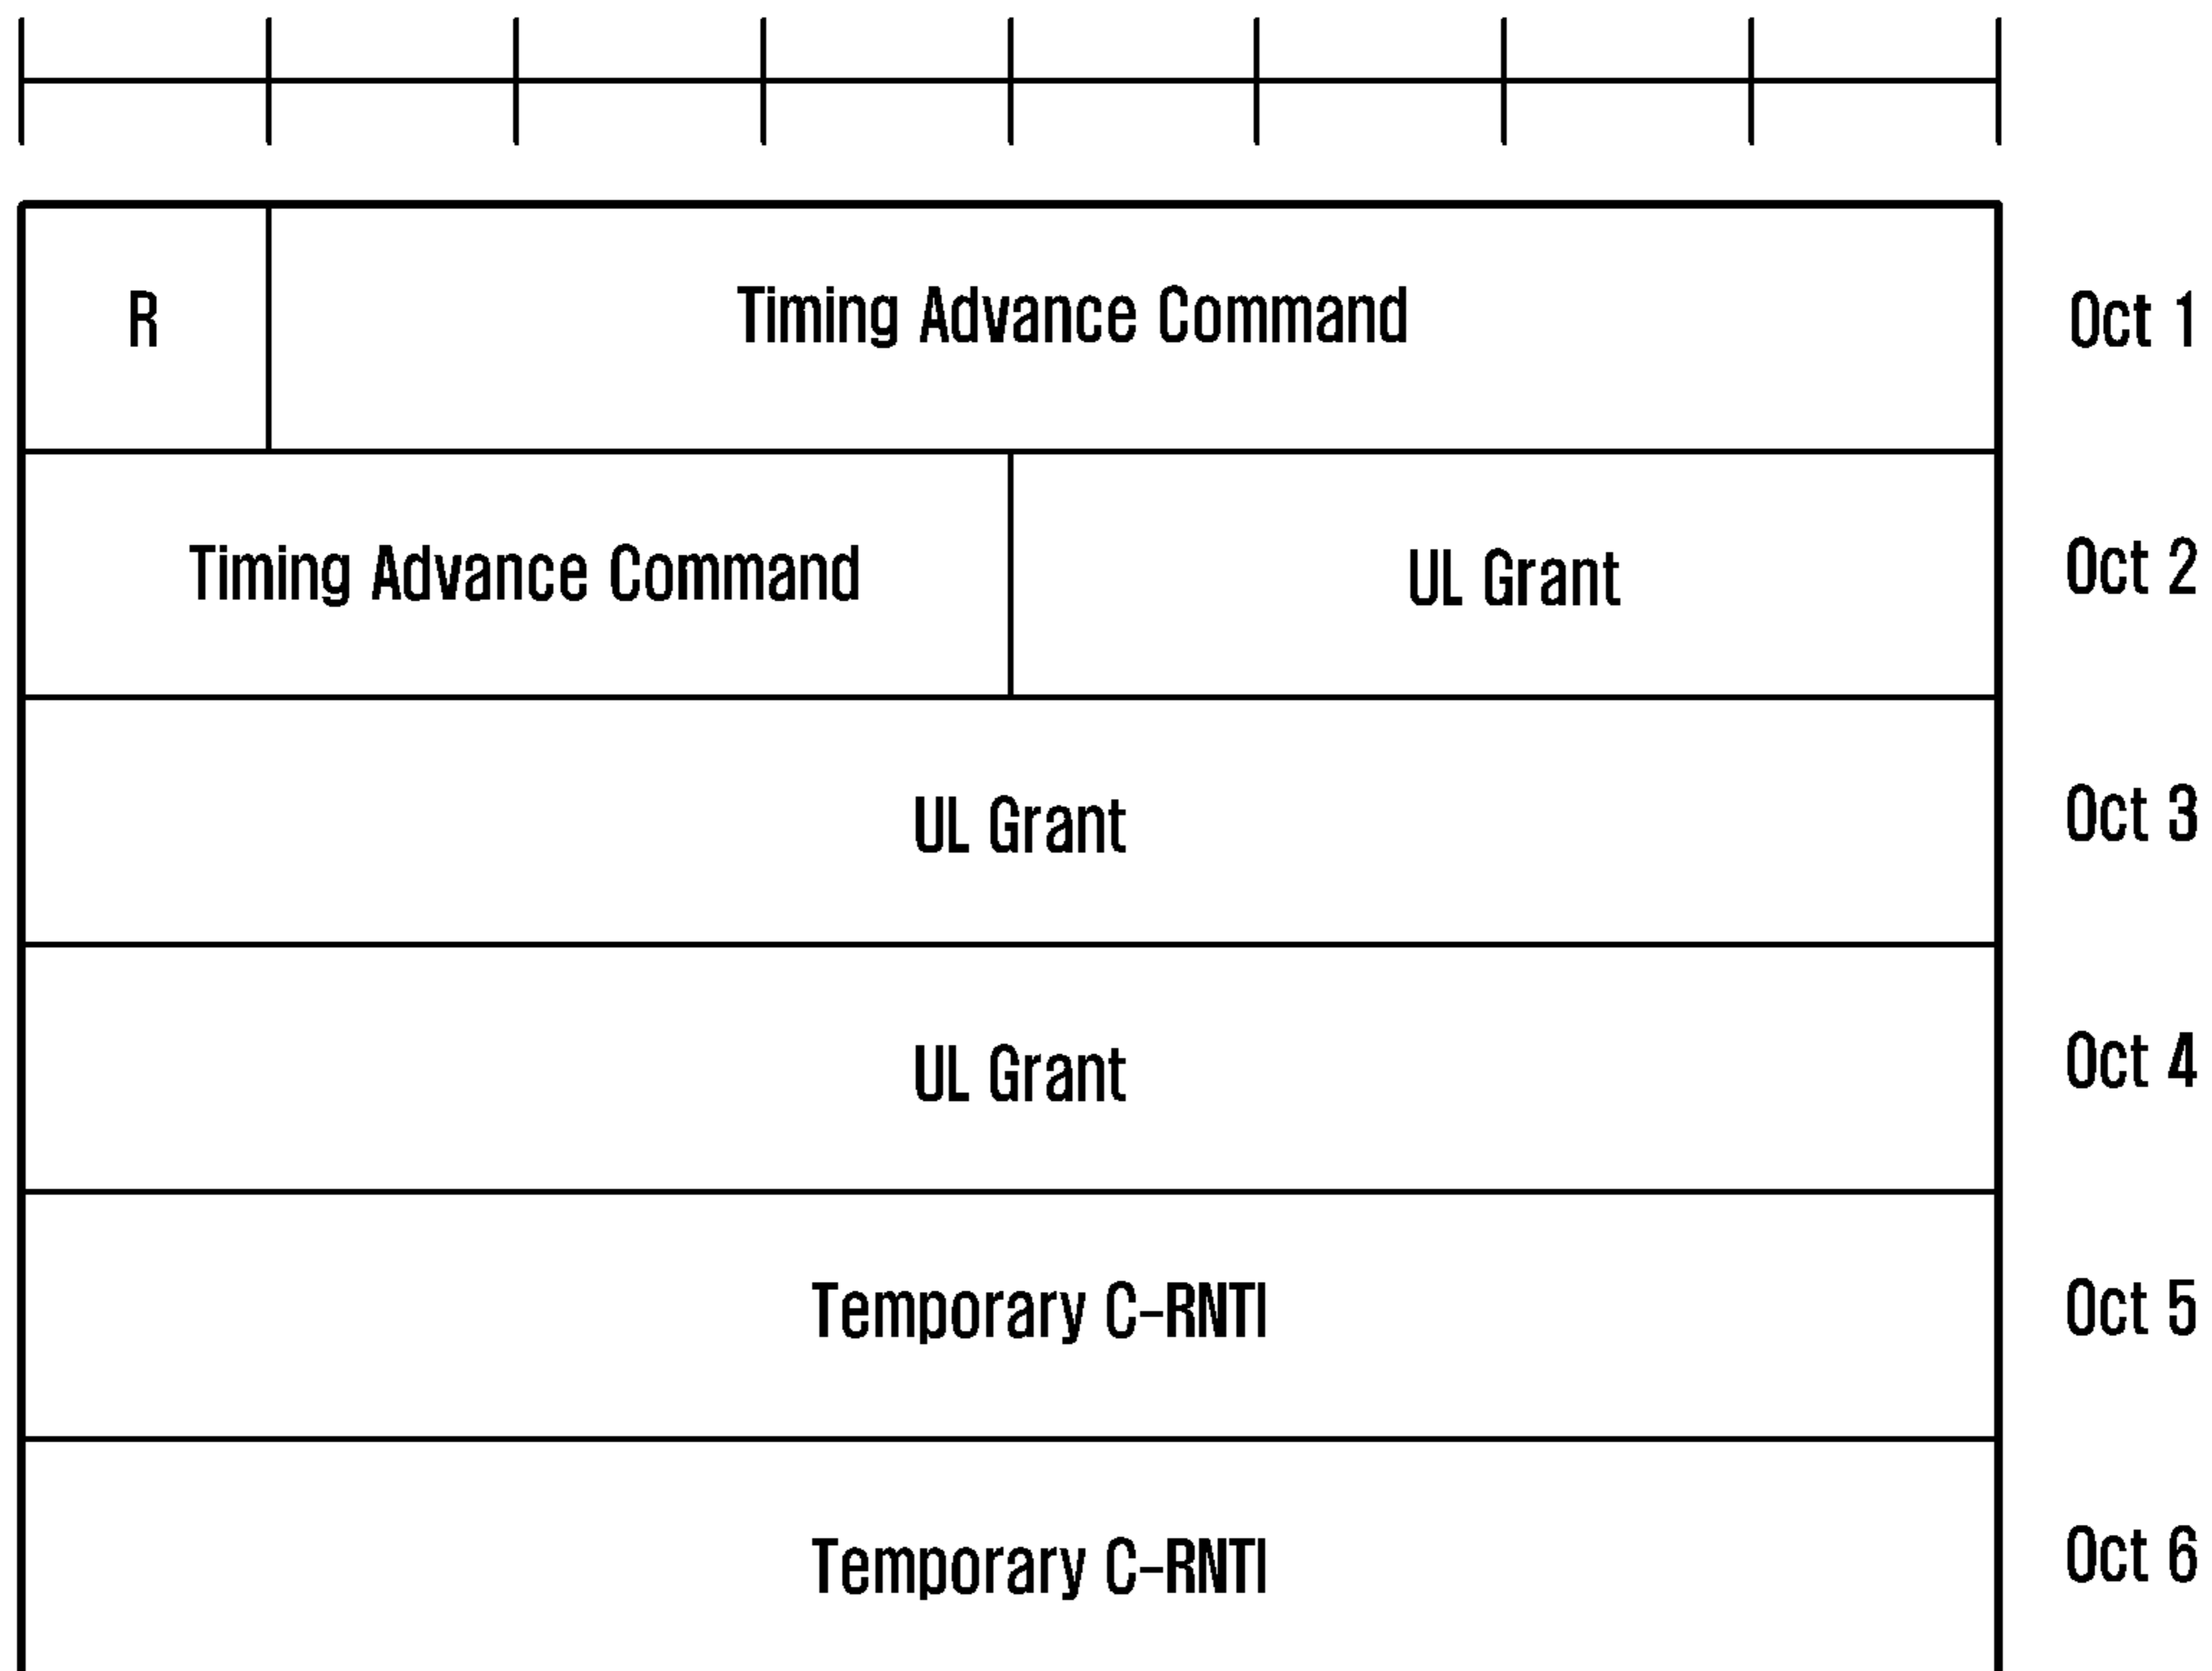 R Timing Advance Command Oct 1
Timing Advance Command UL Grant Oct 2
UL Grant Oct 3
UL Grant Oct 4
Temporary C-RNTI Oct 5
Temporary C-RNTI Oct 6